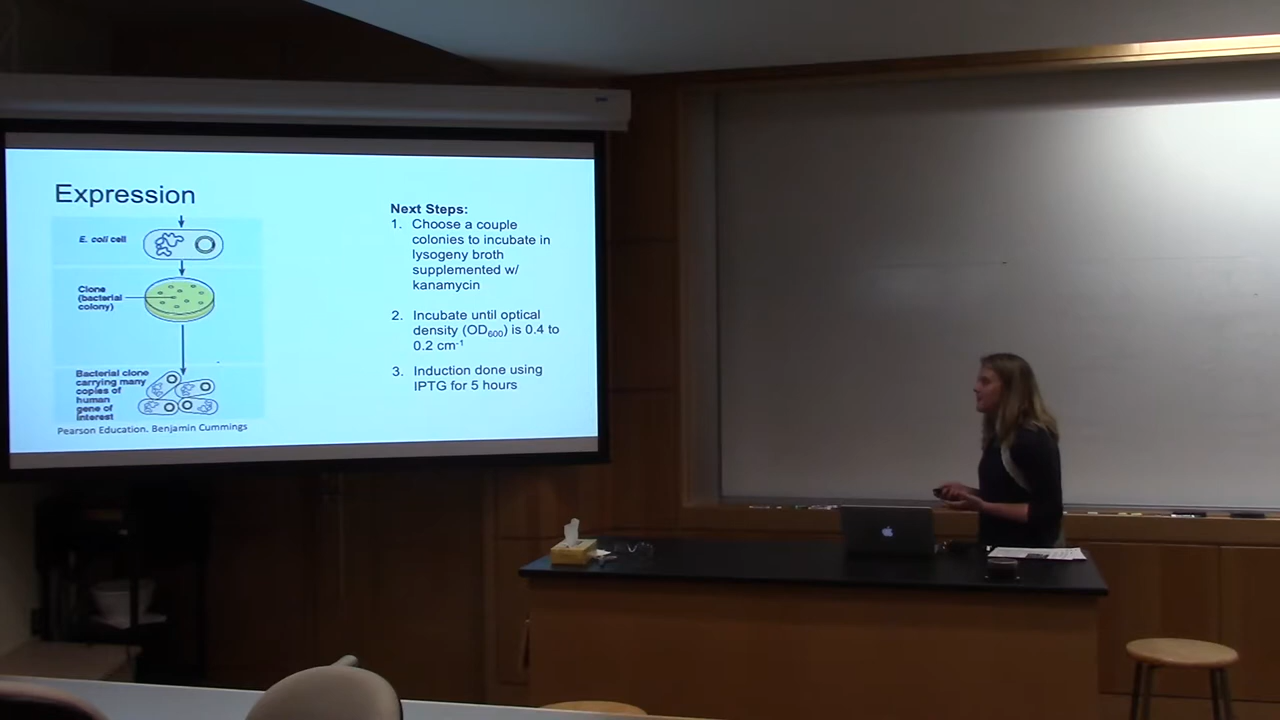 Expression
E. coli cell
Clone
(bacterial
colony)
Bacterial clone
carrying many
copies of
human
gene of
interest
Pearson Education. Benjamin Cummings
Next Steps:
1. Choose a couple
colonies to incubate in
lysogeny broth
supplemented w/
kanamycin
2. Incubate until optical
density (OD600) is 0.4 to
0.2 cm-1
3. Induction done using
IPTG for 5 hours